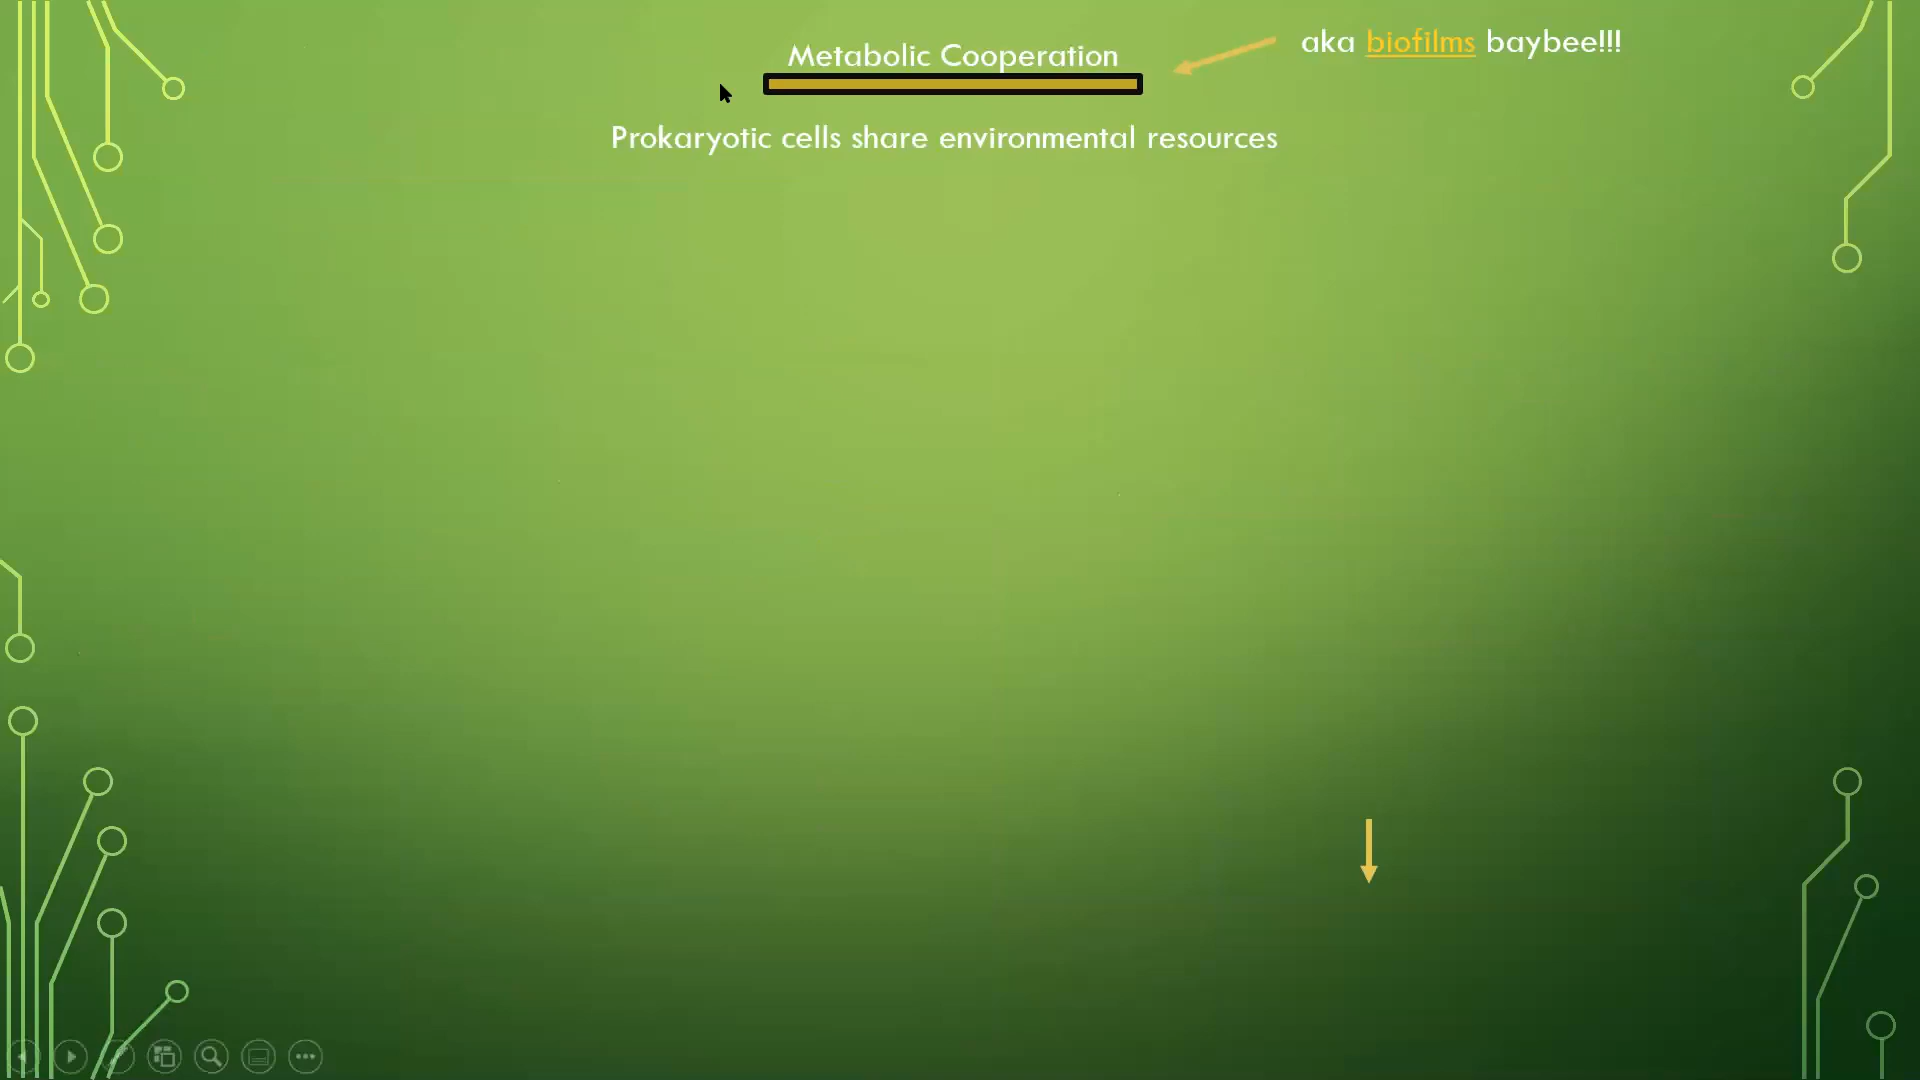 Metabolic Cooperation
aka biofilms baybee!!!
Prokaryotic cells share environmental resources